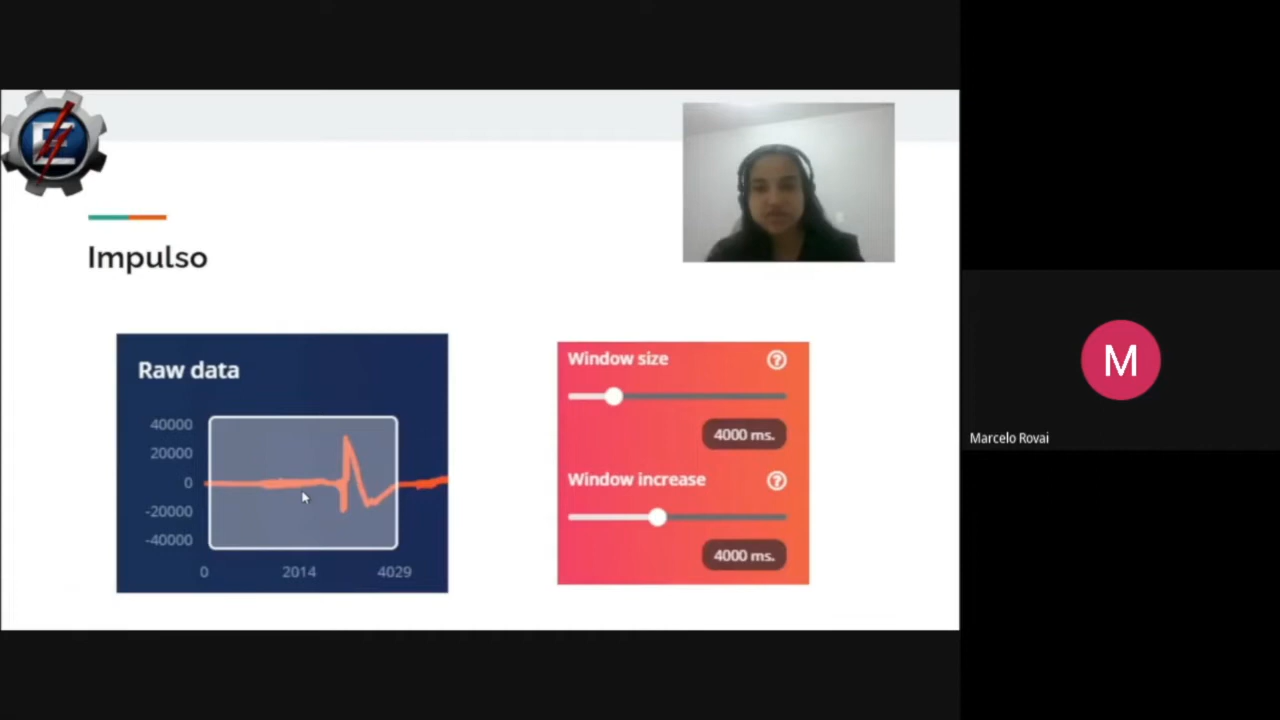 E
Impulso
Raw data
40000
20000
0
-20000
-40000
0 2014 4029
Window size ?
4000 ms.
Window increase ?
4000 ms.
M
Marcelo Rovai